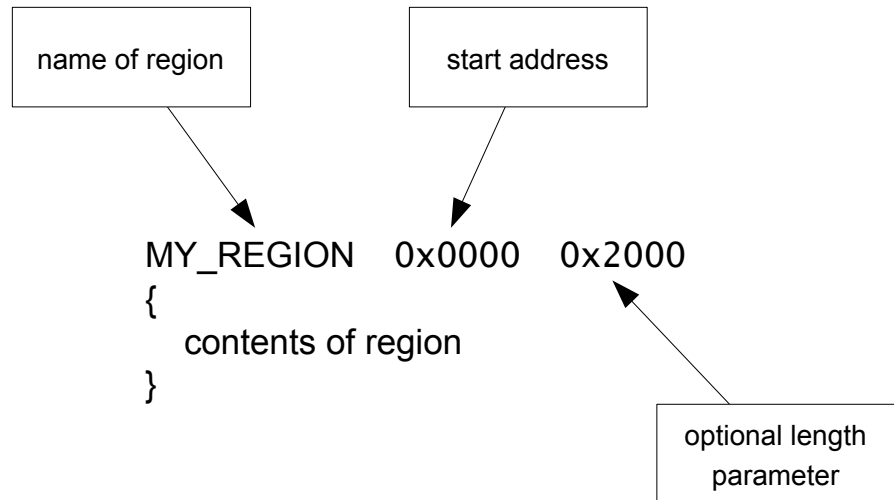 name of region
start address
MY_REGION 0x0000 0x2000
{
contents of region
}
optional length
parameter